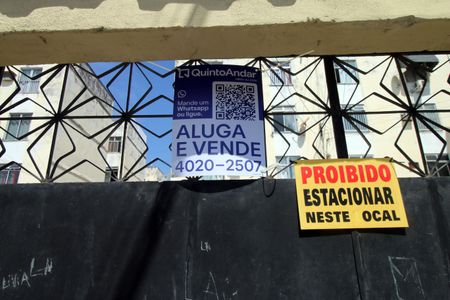 QuintoAndar
Mande um
Whatsapp
ou ligue.
ALUGA
E VENDE
4020-2507
PROIBIDO
ESTACIONAR
NESTE OCAL